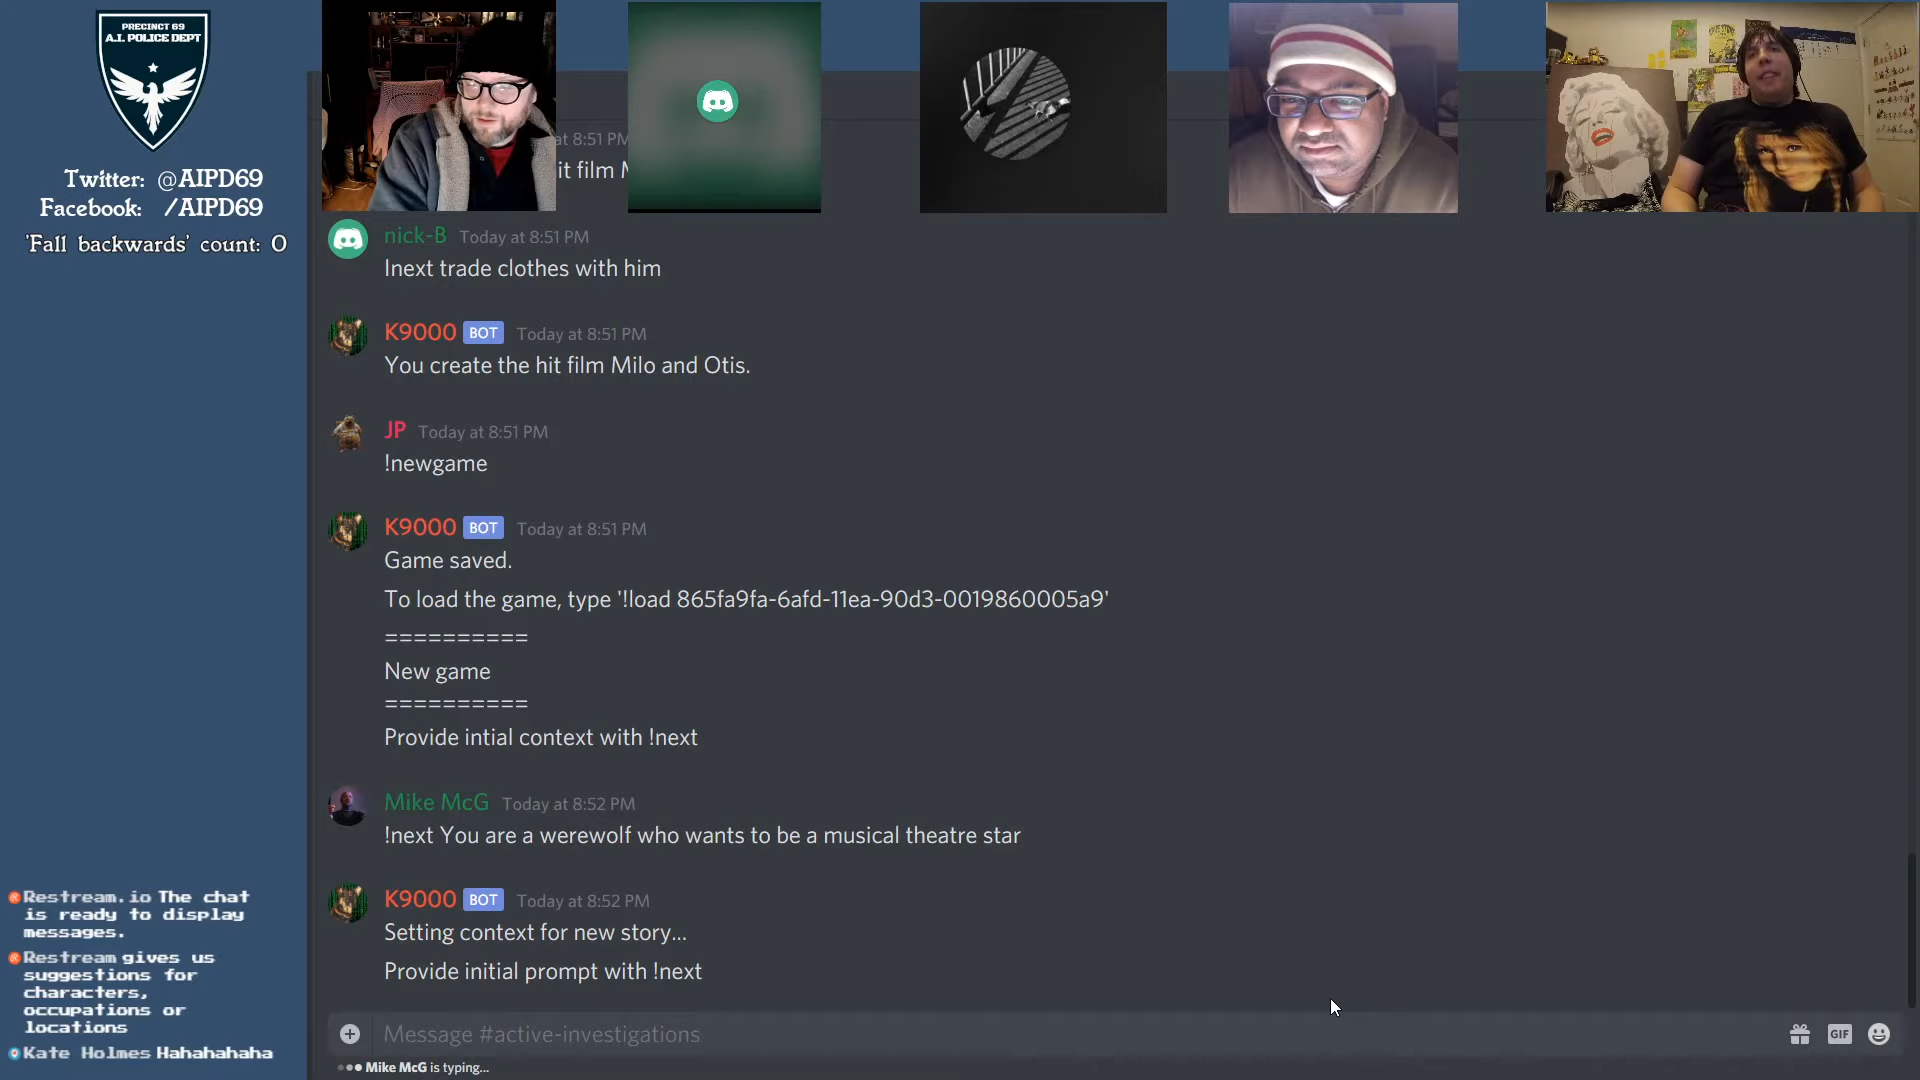 PRECINCT 69
A.I. POLICE DEPT
Twitter: @AIPD69
Facebook: /AIPD69
'Fall backwards' count: 0
at 8:51 PM
it film M
nick-B Today at 8:51 PM
!next trade clothes with him
K9000 BOT Today at 8:51 PM
You create the hit film Milo and Otis.
JP Today at 8:51 PM
!newgame
K9000 BOT Today at 8:51 PM
Game saved.
To load the game, type '!load 865fa9fa-6afd-11ea-90d3-0019860005a9'
==========
New game
==========
Provide intial context with !next
Mike McG Today at 8:52 PM
!next You are a werewolf who wants to be a musical theatre star
K9000 BOT Today at 8:52 PM
Setting context for new story...
Provide initial prompt with !next
Message #active-investigations
GIF
Mike McG is typing...
Restream.io The chat
is ready to display
messages.
Restream gives us
suggestions for
characters,
occupations or
locations
Kate Holmes Hahahahaha